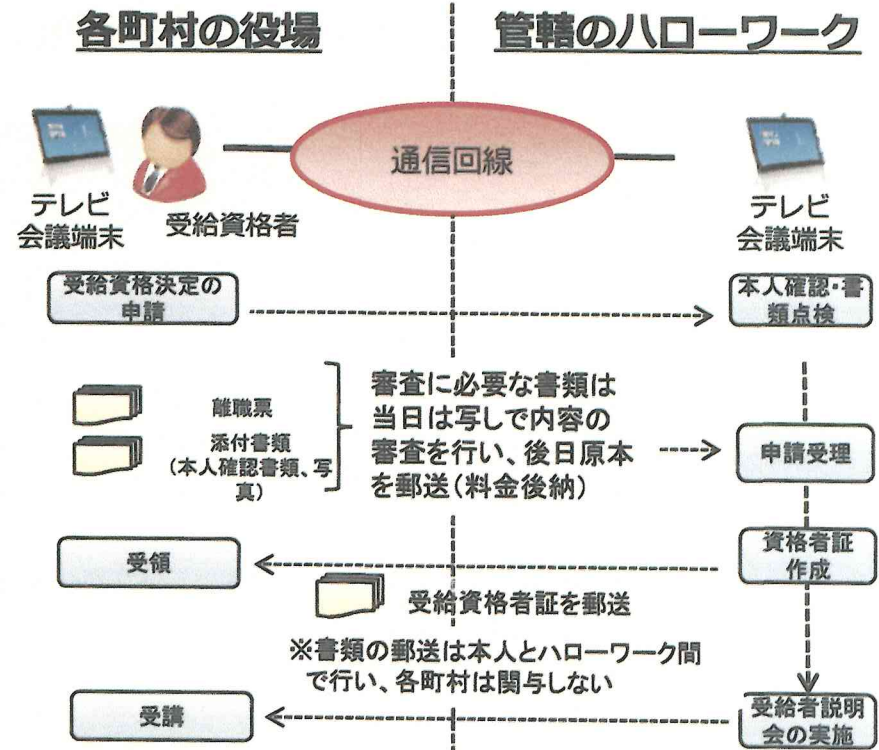 各町村の役場
管轄のハローワーク
通信回線
テレビ
会議端末
受給資格者
テレビ
会議端末
受給資格決定の
申請
本人確認・書
類点検
離職票
添付書類
(本人確認書類、写
真)
審査に必要な書類は
当日は写しで内容の
審査を行い、後日原本
を郵送(料金後納)
申請受理
資格者証
作成
受領
受給資格者証を郵送
※書類の郵送は本人とハローワーク間
で行い、各町村は関与しない
受講
受給者説明
会の実施